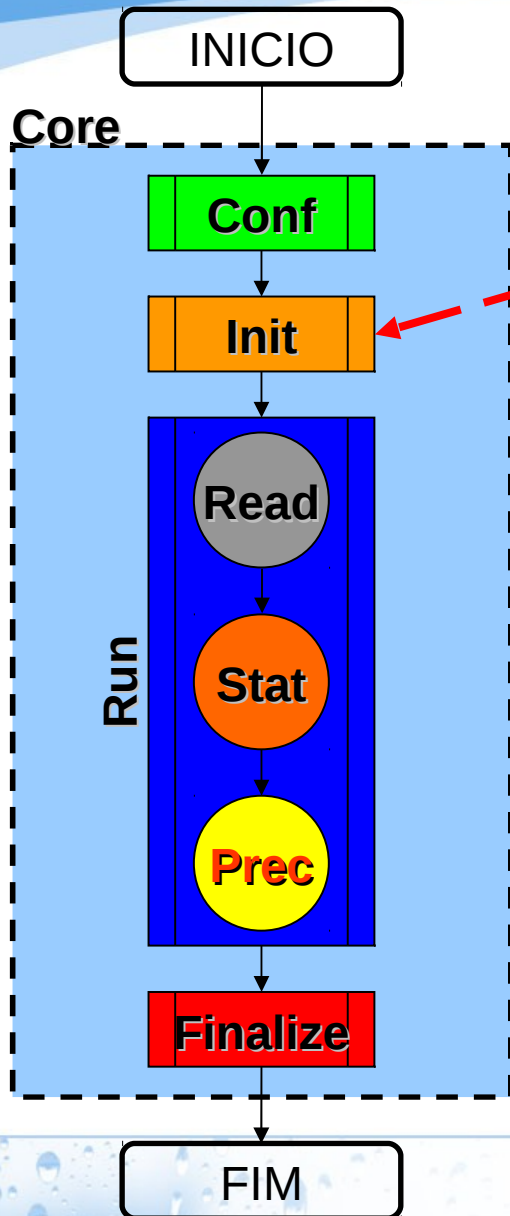 INICIO
Core
Conf
Init
Read
Run
Stat
Prec
Finalize
FIM